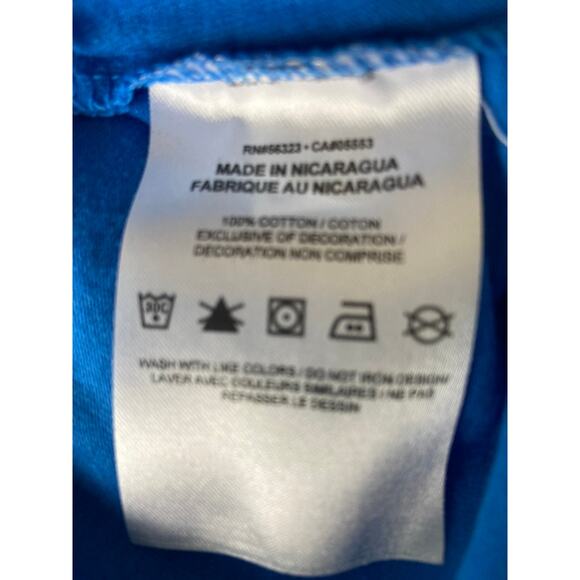 RN#56323 • CA#05553
MADE IN NICARAGUA
FABRIQUE AU NICARAGUA
100% COTTON / COTON
EXCLUSIVE OF DECORATION /
DECORATION NON COMPRISE
30C
WASH WITH LIKE COLORS / DO NOT IRON DESIGN/
LAVER AVEC COULEURS SIMILAIRES / NE PAS
REPASSER LE DESSIN